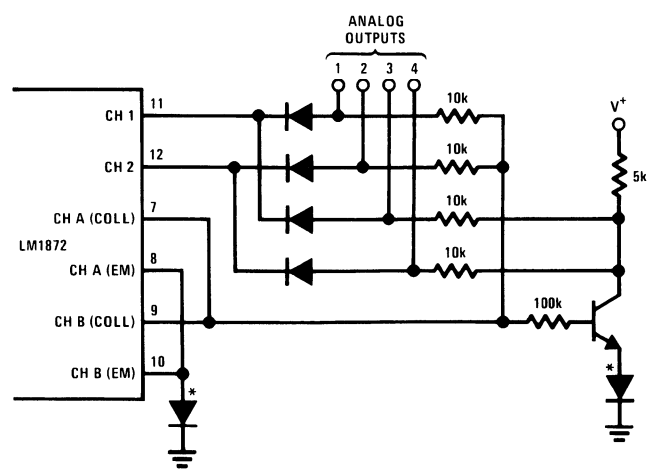 ANALOG
OUTPUTS
1 2 3 4
CH 1 11
10k
V+
CH 2 12
10k
5k
CH A (COLL) 7
10k
LM1872
CH A (EM) 8
10k
CH B (COLL) 9
100k
CH B (EM) 10
*
*